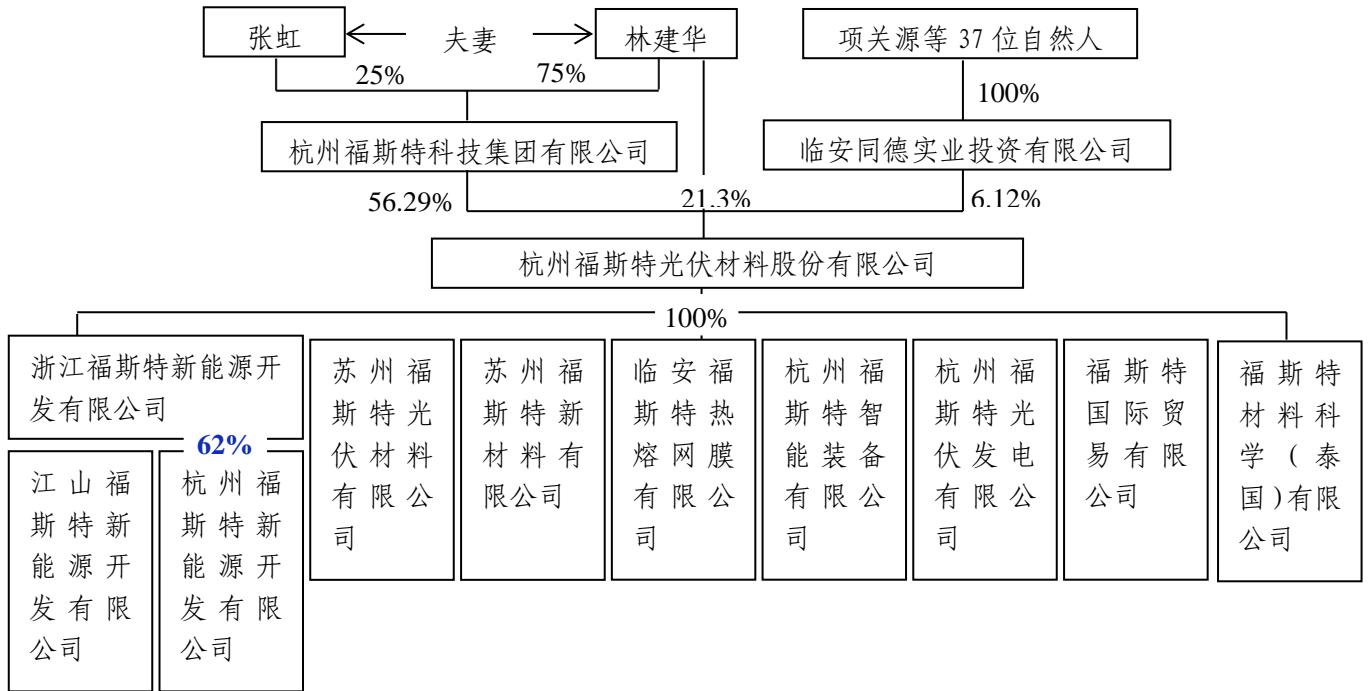 张虹
夫妻
林建华
项关源等 37 位自然人
25%
75%
100%
杭州福斯特科技集团有限公司
临安同德实业投资有限公司
56.29%
21.3%
6.12%
杭州福斯特光伏材料股份有限公司
100%
浙江福斯特新能源开
发有限公司
62%
江山福
斯特新
能源开
发有限
公司
杭州福
斯特新
能源开
发有限
公司
苏州福
斯特光
伏材料
有限公
司
苏州福
斯特新
材料有
限公司
临安福
斯特热
熔网膜
有限公
司
杭州福
斯特智
能装备
有限公
司
杭州福
斯特光
伏发电
有限公
司
福斯特
国际贸
易有限
公司
福斯特
材料科
学(泰
国)有限
公司